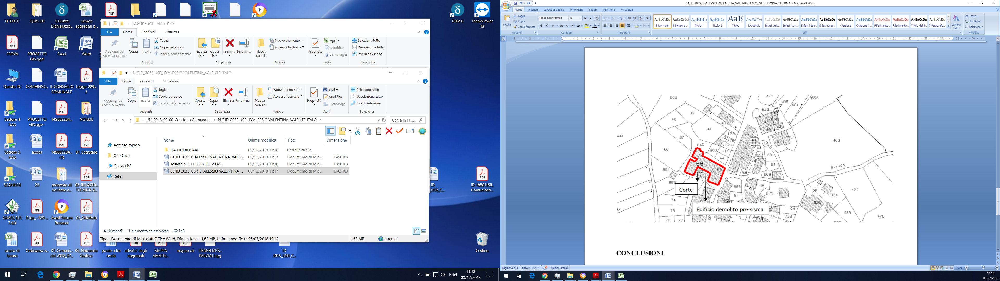 UTENTE
QGIS 3.0
S Giusta Dichiarazio...
elenco aggregati p...
DiKe 6
TeamViewer 13
PROVA
PROGETTO GIS.qgd
Excel
Word
Questo PC
COMMERCI...
IL CONSIGLIO COMUNALE
Legge-229... 3
Settore 4 NAS
PROGETTO GIS.qgs~
149002204...
NORME
Settore 5 NAS
aedes
149002204... (1)
01_Catastale
SCANNER
25
proposte di delibera c...
03-RELAZIO... TECNICA A...
GRASS GIS 7.4.0
D.lgs_-189-...
Avast Secure Browser
05_Ortofoto
orario di lavoro
Ordinanza-r...
07_Comuni... del 2018_07...
06_Elaborato Grafico
ponte a tre occhi
attivita' degli aggregati
MAPPA AMATRI...
mappa ctr
DEMOLIZIO... PARZIALI.qpj
ID 3915_USR_C...
ID _USR_C...
ID 1850 USR_ Comunicazi...
Cestino
AGGREGATI AMATRICE
File Home Condividi Visualizza
Aggiungi ad Accesso rapido
Copia
Incolla
Taglia
Copia percorso
Incolla collegamento
Sposta in
Copia in
Elimina
Rinomina
Nuova cartella
Nuovo elemento
Accesso facilitato
Proprietà
Apri
Modifica
Cronologia
Seleziona tutto
Deseleziona tutto
Inverti selezione
Appunti Organizza Nuovo Apri Seleziona
N.C.ID_2032 USR_ D'ALESSIO VALENTINA_VALENTE ITALO
File Home Condividi Visualizza
Aggiungi ad Accesso rapido
Copia
Incolla
Taglia
Copia percorso
Incolla collegamento
Sposta in
Copia in
Elimina
Rinomina
Nuova cartella
Nuovo elemento
Accesso facilitato
Proprietà
Apri
Modifica
Cronologia
Seleziona tutto
Deseleziona tutto
Inverti selezione
Appunti Organizza Nuovo Apri Seleziona
« _5°_2018_00_00_Consiglio Comunale_ > N.C.ID_2032 USR_ D'ALESSIO VALENTINA_VALENTE ITALO >
Cerca in N.C....
Nome Ultima modifica Tipo Dimensione
Accesso rapido
OneDrive
Questo PC
Rete
DA MODIFICARE 03/12/2018 11:16 Cartella di file
01_ID 2032_D'ALESSIO VALENTINA_VALE... 03/12/2018 11:07 Documento di Mic... 1.490 KB
Testata n. 100_2018_ ID_2032_ 03/12/2018 11:16 Documento di Mic... 1.356 KB
03_ID 2032_USR_D ALESSIO VALENTINA_... 03/12/2018 11:17 Documento di Mic... 1.665 KB
4 elementi 1 elemento selezionato 1,62 MB
Tipo - Documento di Microsoft Office Word, Dimensione - 1,62 MB, Ultima modifica - 05/07/2018 10:48 1,62 MB Internet
ENG
11:18
03/12/2018
01_ID 2032_D'ALESSIO VALENTINA_VALENTE ITALO_ISTRUTTORIA INTERNA - Microsoft Word
Home Inserisci Layout di pagina Riferimenti Lettere Revisione Visualizza
Incolla
Taglia
Copia
Copia formato
Times New Roman 12
¶ Normale
¶ Nessuna ...
Titolo 1
Titolo 2
Titolo
Sottotitolo
Enfasi delic...
Enfasi (cors...
Enfasi inten...
Enfasi (gras...
Citazione
Citazione in...
Riferimento...
Riferimento...
Titolo del li...
¶ Paragrafo...
Cambia stili
Trova
Sostituisci
Seleziona
Appunti Carattere Paragrafo Stili Modifica
805
737
655
401
656
7
823
36
35
71
40
41
45 46 48
49 50
53
138
43
778
51
52
403
441
37
54
62
66
840
903
712
711
55
44
56
60
59
63
68
69
57
58
61
64
70
894
895
869
Strada
Corte
72
87
666
91
96
98
870
101
477
934
925
74
82
Edificio demolito pre-sisma
104
933
75
105
743
739
478
76
77
CONCLUSIONI
Pagina: 4 di 4 Parole: 19/527 Italiano (Italia) 161%
11:18
03/12/2018